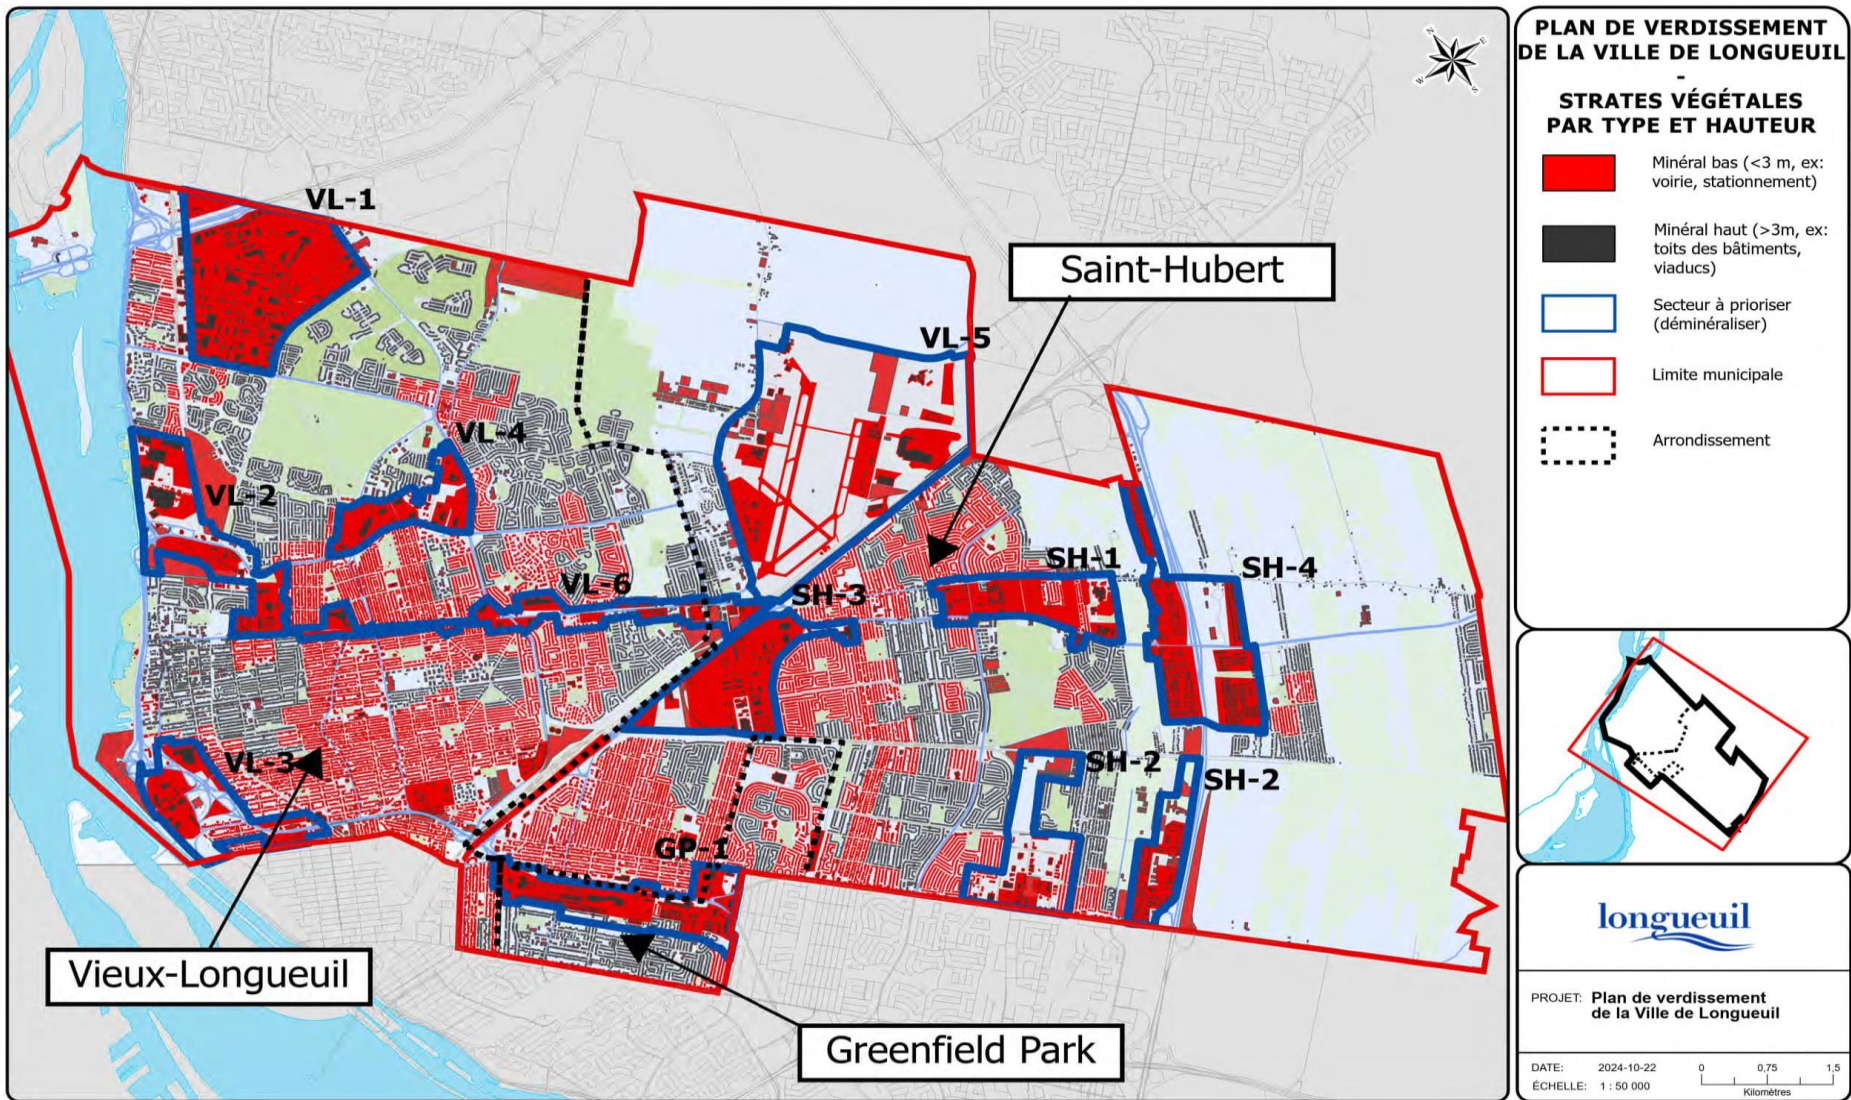 VL-1
VL-5
VL-4
VL-2
VL-6
SH-3
SH-1
SH-4
VL-3
SH-2
SH-2
GP-1
Saint-Hubert
Vieux-Longueuil
Greenfield Park
N
E
W
S
PLAN DE VERDISSEMENT
DE LA VILLE DE LONGUEUIL
-
STRATES VÉGÉTALES
PAR TYPE ET HAUTEUR
Minéral bas (<3 m, ex:
voirie, stationnement)
Minéral haut (>3m, ex:
toits des bâtiments,
viaducs)
Secteur à prioriser
(déminéraliser)
Limite municipale
Arrondissement
longueuil
PROJET: Plan de verdissement
de la Ville de Longueuil
DATE: 2024-10-22
ÉCHELLE: 1 : 50 000
0 0,75 1,5
Kilomètres